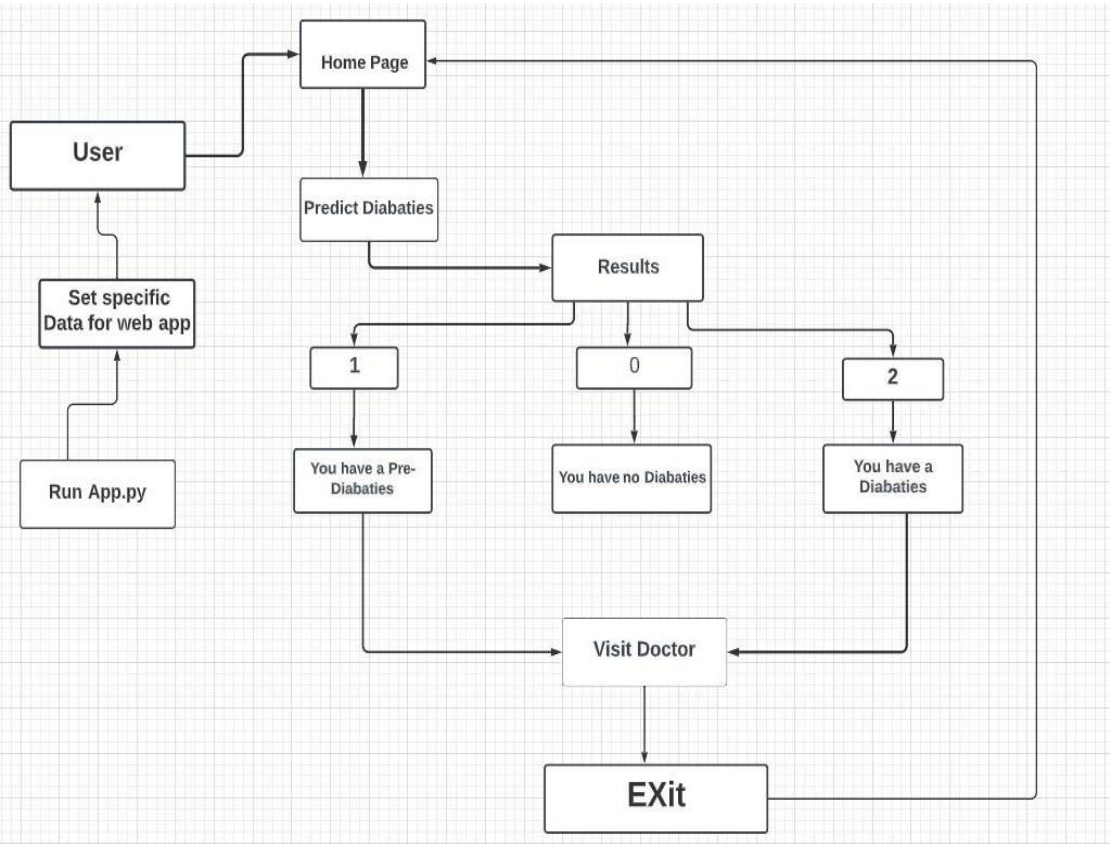 Home Page
User
Predict Diabaties
Results
Set specific
Data for web app
1
0
2
Run App.py
You have a Pre-
Diabaties
You have no Diabaties
You have a
Diabaties
Visit Doctor
EXit